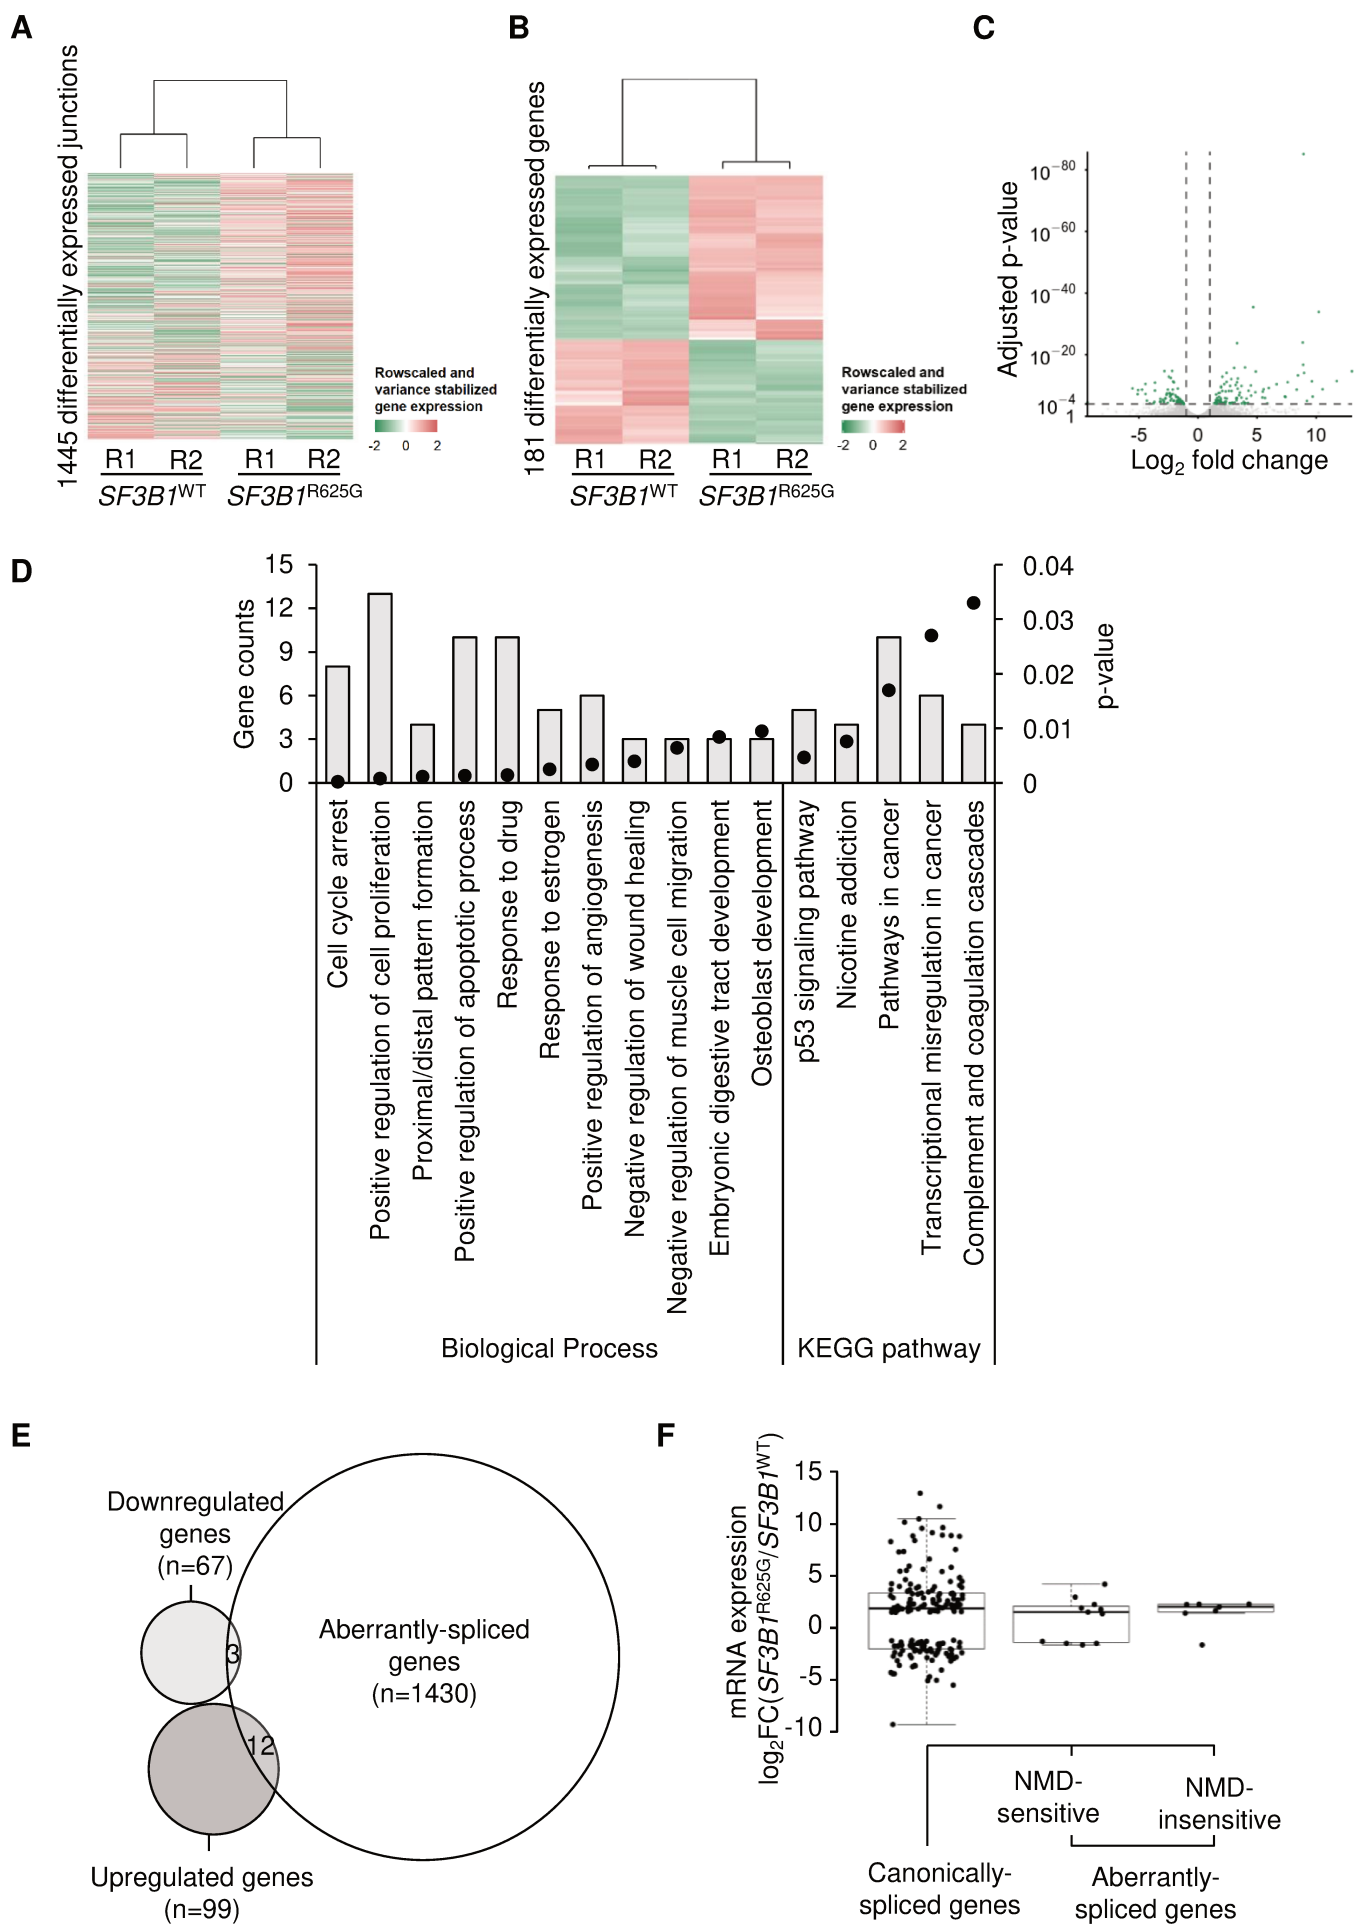 A
1445 differentially expressed junctions
R1 R2 R1 R2
SF3B1WT SF3B1R625G
Rowscaled and
variance stabilized
gene expression
-2 0 2
B
181 differentially expressed genes
R1 R2 R1 R2
SF3B1WT SF3B1R625G
Rowscaled and
variance stabilized
gene expression
-2 0 2
C
Adjusted p-value
10−80
10−60
10−40
10−20
10−4
1
-5 0 5 10
Log2 fold change
D
Gene counts
15
12
9
6
3
0
0.04
0.03
0.02
0.01
0
p-value
Cell cycle arrest
Positive regulation of cell proliferation
Proximal/distal pattern formation
Positive regulation of apoptotic process
Response to drug
Response to estrogen
Positive regulation of angiogenesis
Negative regulation of wound healing
Negative regulation of muscle cell migration
Embryonic digestive tract development
Osteoblast development
p53 signaling pathway
Nicotine addiction
Pathways in cancer
Transcriptional misregulation in cancer
Complement and coagulation cascades
Biological Process
KEGG pathway
E
Downregulated
genes
(n=67)
3
Aberrantly-spliced
genes
(n=1430)
12
Upregulated genes
(n=99)
F
mRNA expression
log2FC(SF3B1R625G/SF3B1WT)
15
10
5
0
-5
-10
NMD-
sensitive
NMD-
insensitive
Canonically-
spliced genes
Aberrantly-
spliced genes